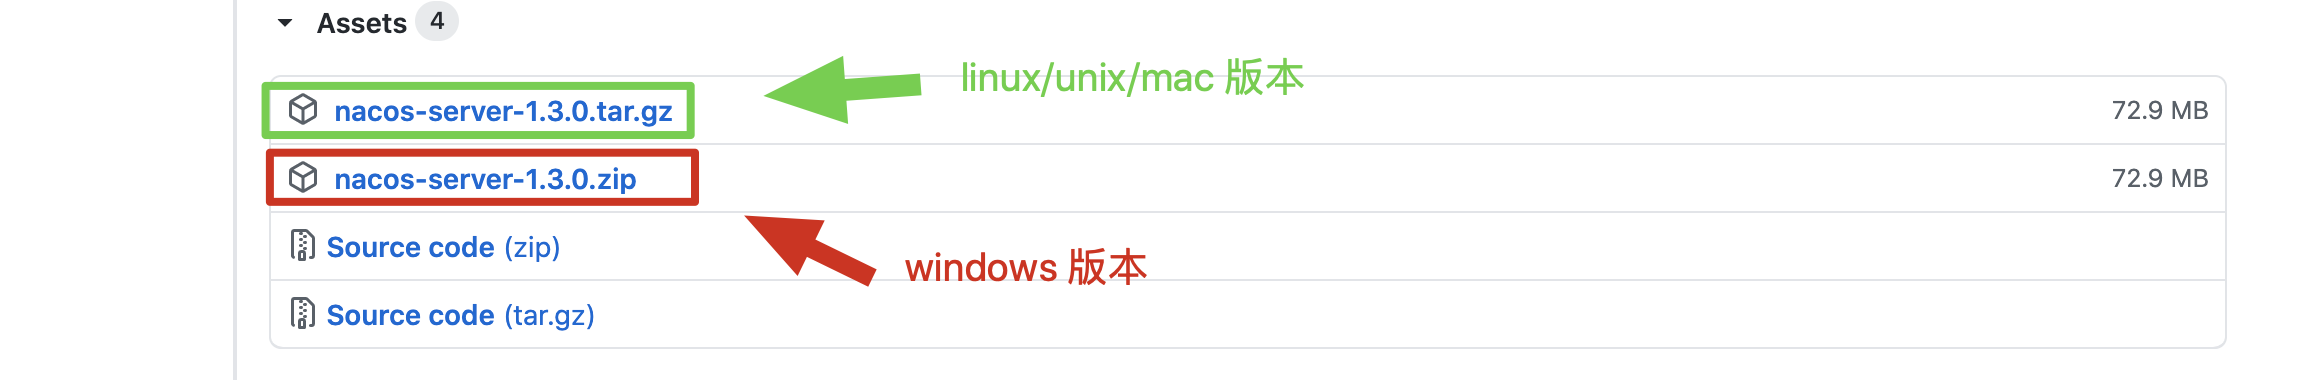 Assets 4
linux/unix/mac 版本
nacos-server-1.3.0.tar.gz 72.9 MB
nacos-server-1.3.0.zip 72.9 MB
Source code (zip)
windows 版本
Source code (tar.gz)